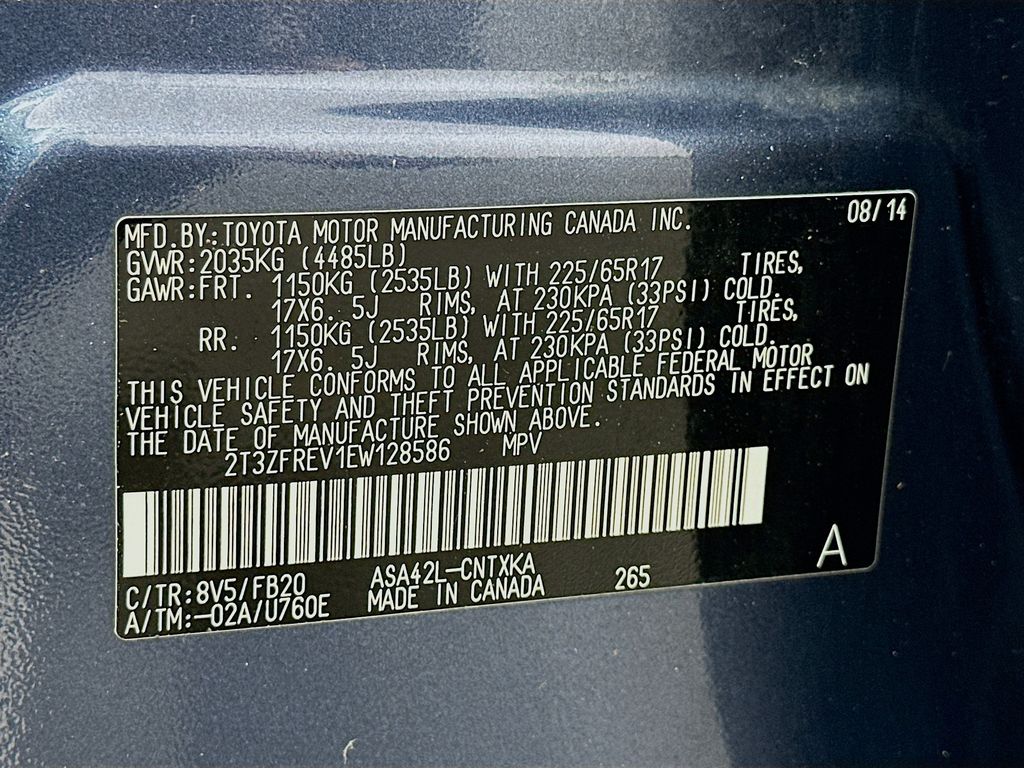 MFD.BY:TOYOTA MOTOR MANUFACTURING CANADA INC. 08/14
GVWR:2035KG (4485LB)
GAWR:FRT. 1150KG (2535LB) WITH 225/65R17 TIRES,
17X6. 5J RIMS, AT 230KPA (33PSI) COLD.
RR. 1150KG (2535LB) WITH 225/65R17 TIRES,
17X6. 5J RIMS, AT 230KPA (33PSI) COLD.
THIS VEHICLE CONFORMS TO ALL APPLICABLE FEDERAL MOTOR
VEHICLE SAFETY AND THEFT PREVENTION STANDARDS IN EFFECT ON
THE DATE OF MANUFACTURE SHOWN ABOVE.
2T3ZFREV1EW128586 MPV
C/TR:8V5/FB20 ASA42L-CNTXKA 265 A
A/TM:-02A/U760E MADE IN CANADA